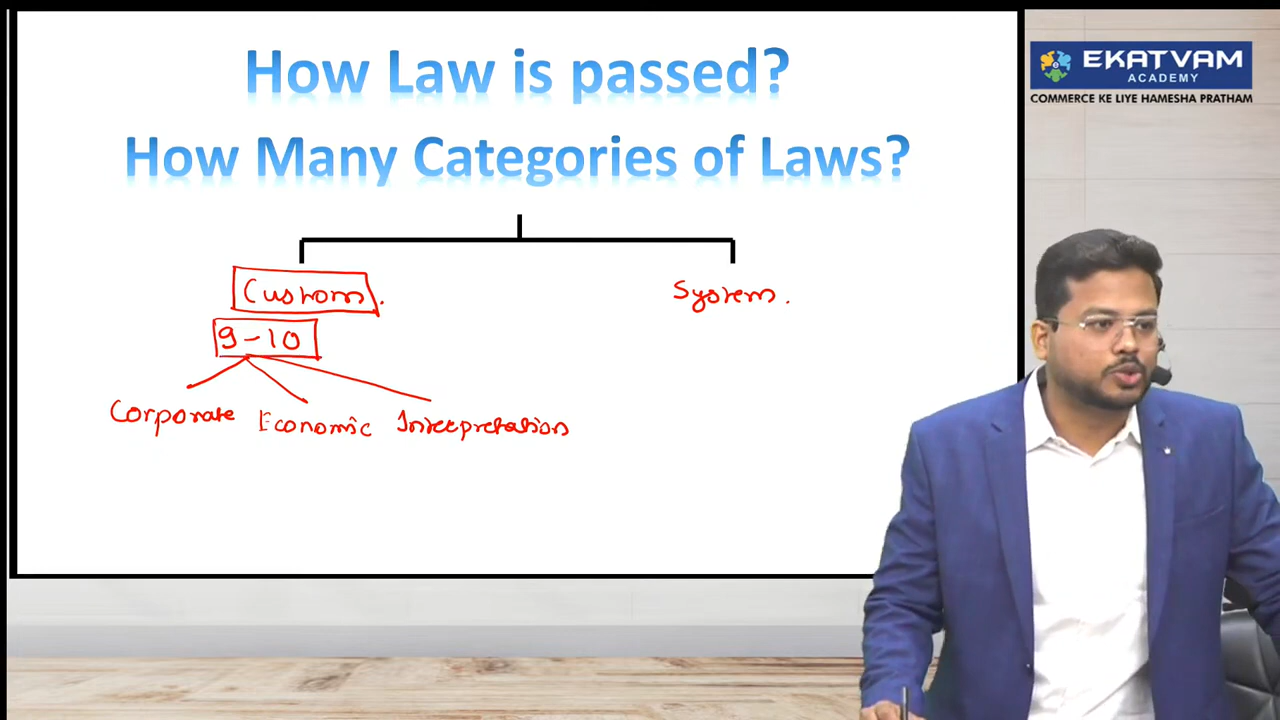 How Law is passed?
How Many Categories of Laws?
EKATVAM
ACADEMY
COMMERCE KE LIYE HAMESHA PRATHAM
Custom.
System.
9-10
Corporate Economic Interpretation